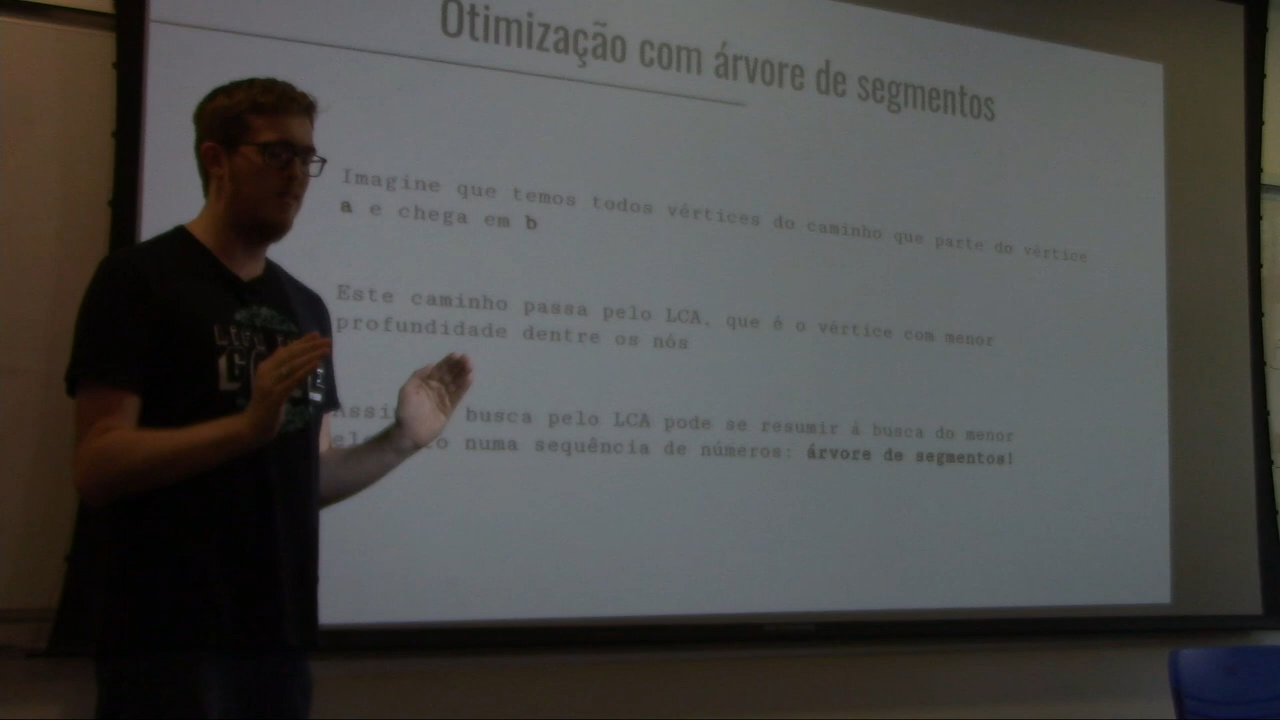 Otimização com árvore de segmentos
Imagine que temos todos vértices do caminho que parte do vértice
a e chega em b
Este caminho passa pelo LCA, que é o vértice com menor
profundidade dentre os nós
busca pelo LCA pode se resumir à busca do menor
numa sequência de números: árvore de segmentos!